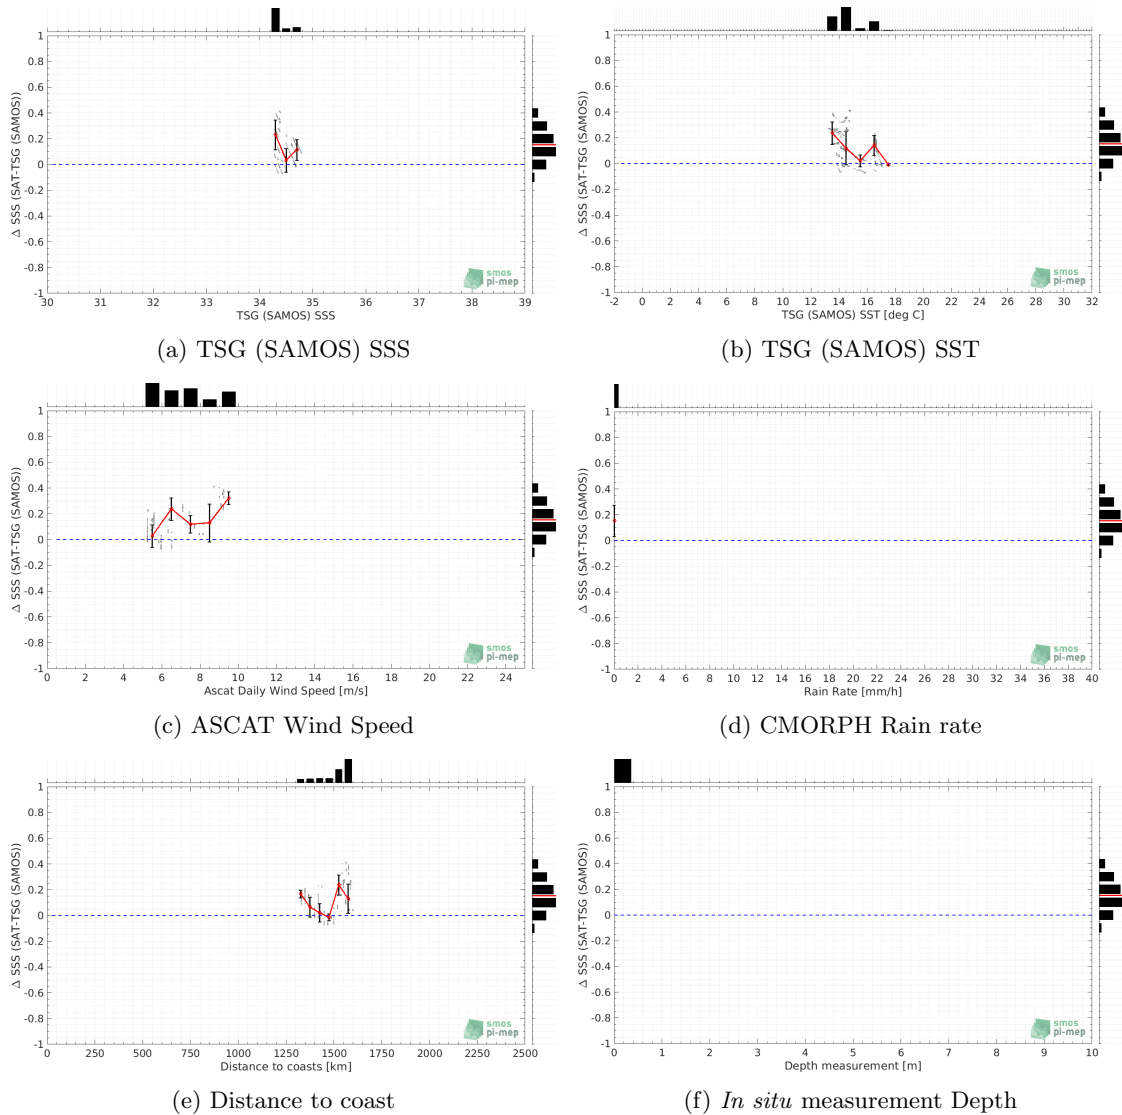 1
0.8
0.6
0.4
0.2
0
-0.2
-0.4
-0.6
-0.8
-1
Δ SSS (SAT-TSG (SAMOS))
smos
pi-mep
30 31 32 33 34 35 36 37 38 39
TSG (SAMOS) SSS
(a) TSG (SAMOS) SSS
1
0.8
0.6
0.4
0.2
0
-0.2
-0.4
-0.6
-0.8
-1
Δ SSS (SAT-TSG (SAMOS))
smos
pi-mep
-2 0 2 4 6 8 10 12 14 16 18 20 22 24 26 28 30 32
TSG (SAMOS) SST [deg C]
(b) TSG (SAMOS) SST
1
0.8
0.6
0.4
0.2
0
-0.2
-0.4
-0.6
-0.8
-1
Δ SSS (SAT-TSG (SAMOS))
smos
pi-mep
0 2 4 6 8 10 12 14 16 18 20 22 24
Ascat Daily Wind Speed [m/s]
(c) ASCAT Wind Speed
1
0.8
0.6
0.4
0.2
0
-0.2
-0.4
-0.6
-0.8
-1
Δ SSS (SAT-TSG (SAMOS))
smos
pi-mep
0 2 4 6 8 10 12 14 16 18 20 22 24 26 28 30 32 34 36 38 40
Rain Rate [mm/h]
(d) CMORPH Rain rate
1
0.8
0.6
0.4
0.2
0
-0.2
-0.4
-0.6
-0.8
-1
Δ SSS (SAT-TSG (SAMOS))
smos
pi-mep
0 250 500 750 1000 1250 1500 1750 2000 2250 2500
Distance to coasts [km]
(e) Distance to coast
1
0.8
0.6
0.4
0.2
0
-0.2
-0.4
-0.6
-0.8
-1
Δ SSS (SAT-TSG (SAMOS))
smos
pi-mep
0 1 2 3 4 5 6 7 8 9 10
Depth measurement [m]
(f) In situ measurement Depth